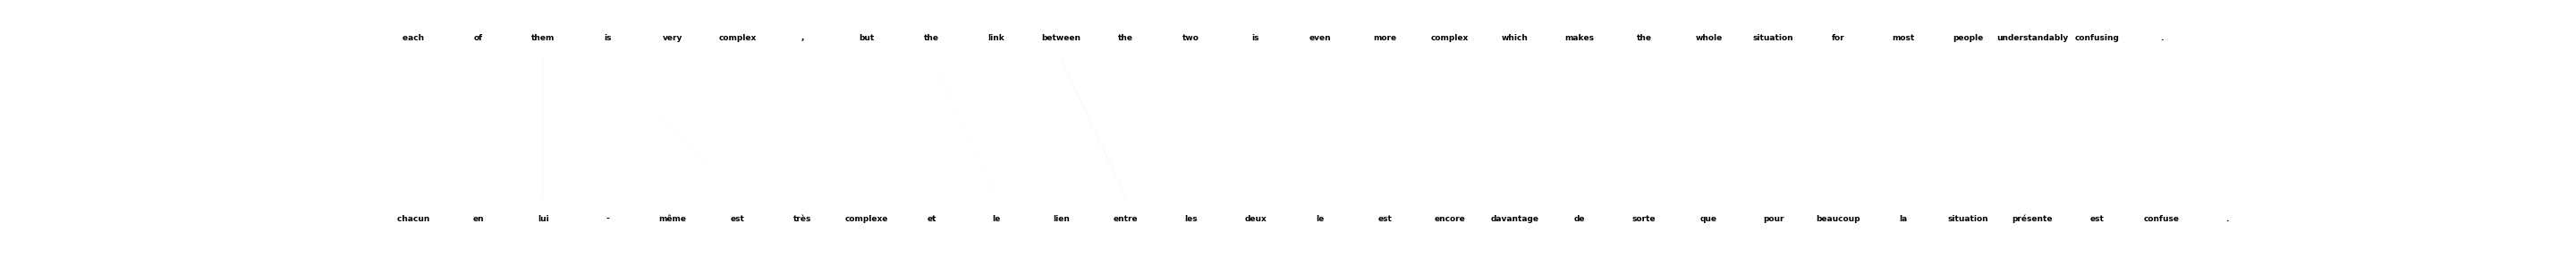 each of them is very complex , but the link between the two is even more complex which makes the whole situation for most people understandably confusing .
chacun en lui - même est très complexe et le lien entre les deux le est encore davantage de sorte que pour beaucoup la situation présente est confuse .